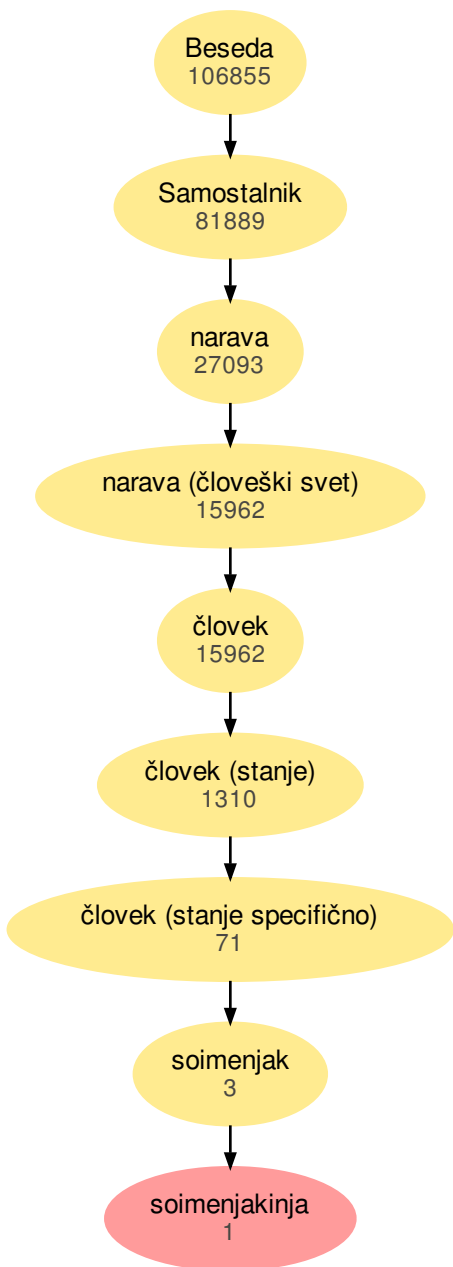 Beseda
106855
Samostalnik
81889
narava
27093
narava (človeški svet)
15962
človek
15962
človek (stanje)
1310
človek (stanje specifično)
71
soimenjak
3
soimenjakinja
1